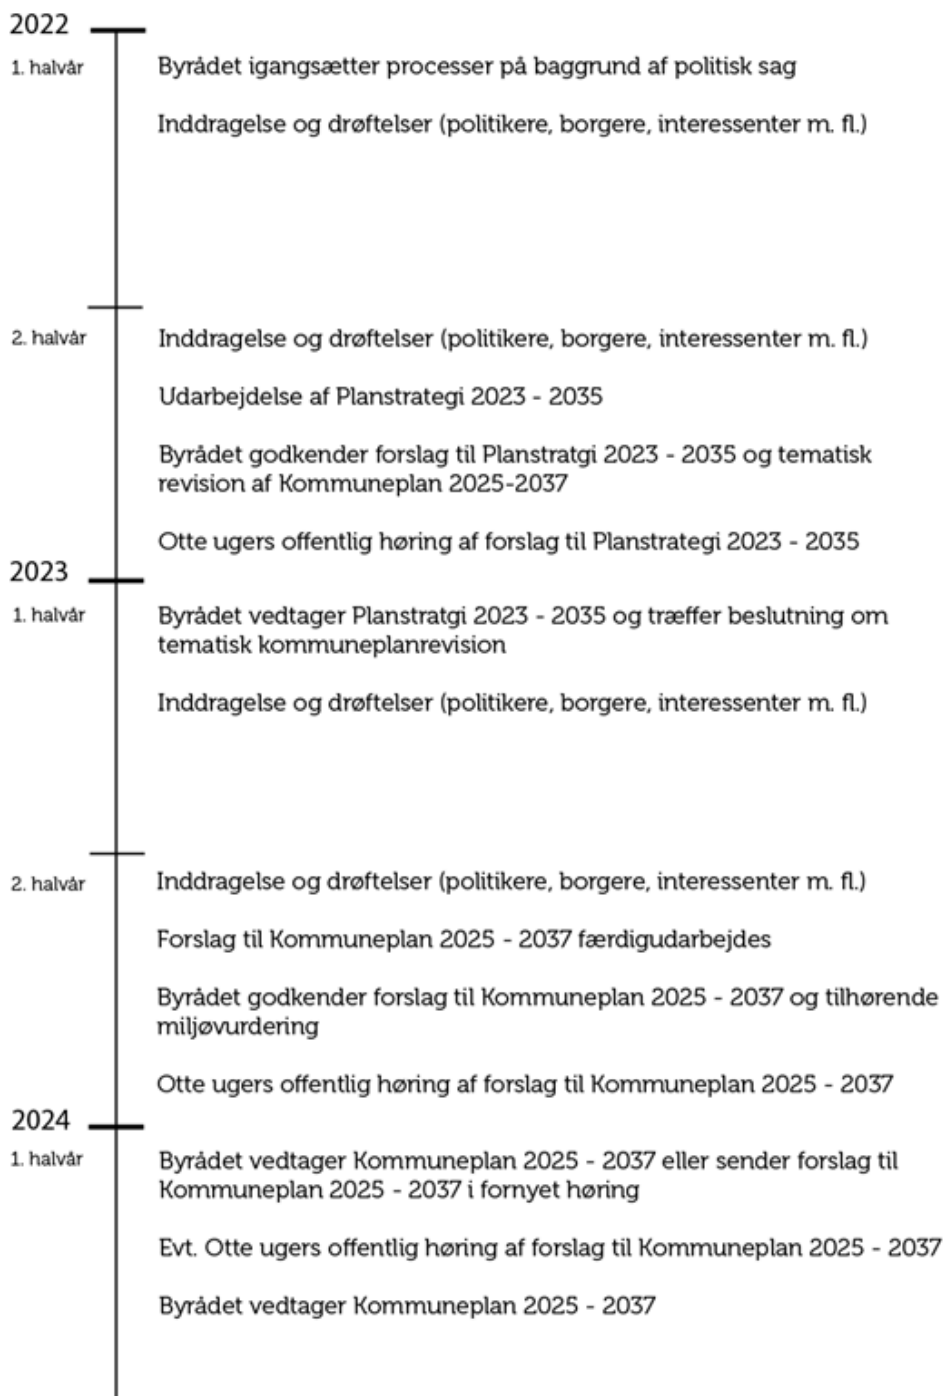 2022
1. halvår
Byrådet igangsætter processer på baggrund af politisk sag
Inddragelse og drøftelser (politikere, borgere, interessenter m. fl.)
2. halvår
Inddragelse og drøftelser (politikere, borgere, interessenter m. fl.)
Udarbejdelse af Planstrategi 2023 - 2035
Byrådet godkender forslag til Planstratgi 2023 - 2035 og tematisk
revision af Kommuneplan 2025-2037
Otte ugers offentlig høring af forslag til Planstrategi 2023 - 2035
2023
1. halvår
Byrådet vedtager Planstratgi 2023 - 2035 og træffer beslutning om
tematisk kommuneplanrevision
Inddragelse og drøftelser (politikere, borgere, interessenter m. fl.)
2. halvår
Inddragelse og drøftelser (politikere, borgere, interessenter m. fl.)
Forslag til Kommuneplan 2025 - 2037 færdigudarbejdes
Byrådet godkender forslag til Kommuneplan 2025 - 2037 og tilhørende
miljøvurdering
Otte ugers offentlig høring af forslag til Kommuneplan 2025 - 2037
2024
1. halvår
Byrådet vedtager Kommuneplan 2025 - 2037 eller sender forslag til
Kommuneplan 2025 - 2037 i fornyet høring
Evt. Otte ugers offentlig høring af forslag til Kommuneplan 2025 - 2037
Byrådet vedtager Kommuneplan 2025 - 2037